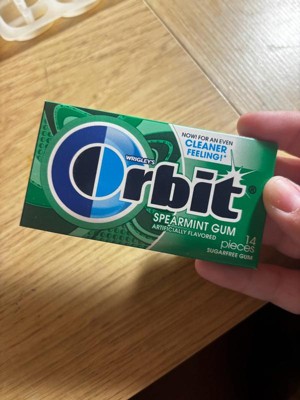 NOW! FOR AN EVEN
CLEANER
FEELING!*
WRIGLEY'S
Orbit
SPEARMINT GUM
ARTIFICIALLY FLAVORED
14
pieces
SUGARFREE GUM